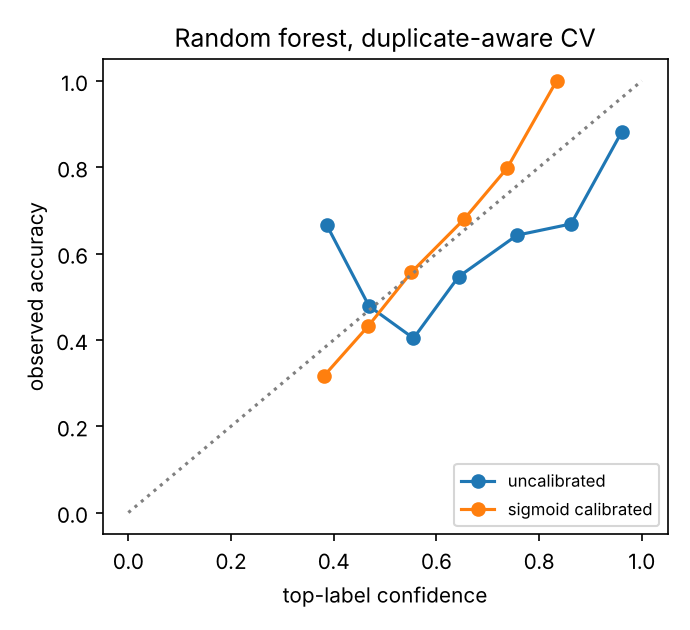 Random forest, duplicate-aware CV
observed accuracy
1.0
0.8
0.6
0.4
0.2
0.0
0.0 0.2 0.4 0.6 0.8 1.0
top-label confidence
uncalibrated
sigmoid calibrated